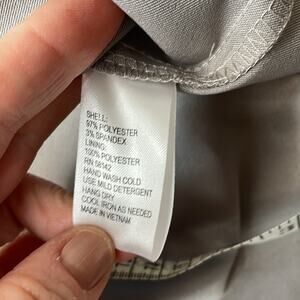 SHELL:
97% POLYESTER
3% SPANDEX
LINING:
100% POLYESTER
RN 58142
HAND WASH COLD
USE MILD DETERGENT
HANG DRY
COOL IRON AS NEEDED
MADE IN VIETNAM